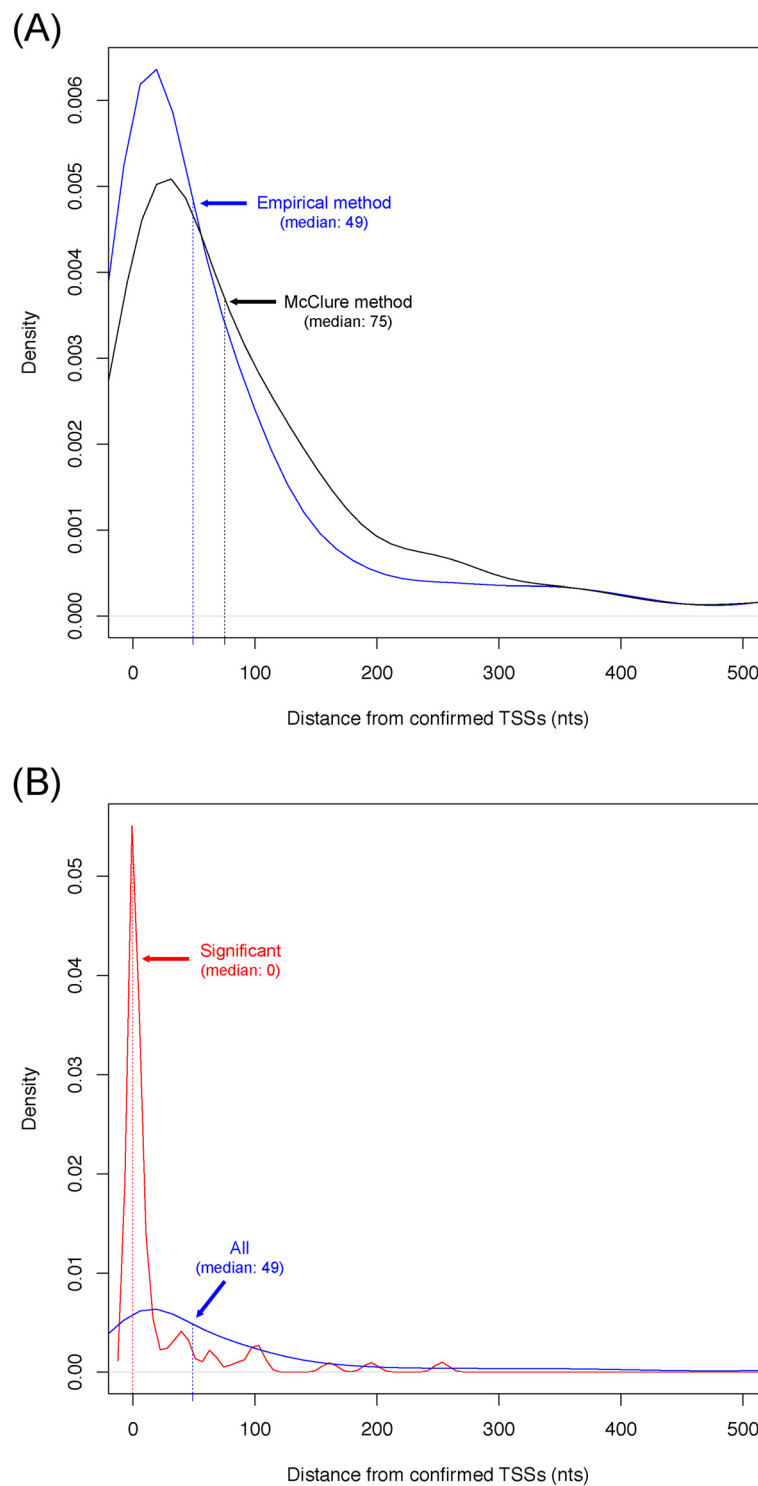 (A)
0.006
0.005
0.004
0.003
0.002
0.001
0.000
Density
Empirical method
(median: 49)
McClure method
(median: 75)
0
100
200
300
400
500
Distance from confirmed TSSs (nts)
(B)
0.05
0.04
0.03
0.02
0.01
0.00
Density
Significant
(median: 0)
All
(median: 49)
0
100
200
300
400
500
Distance from confirmed TSSs (nts)